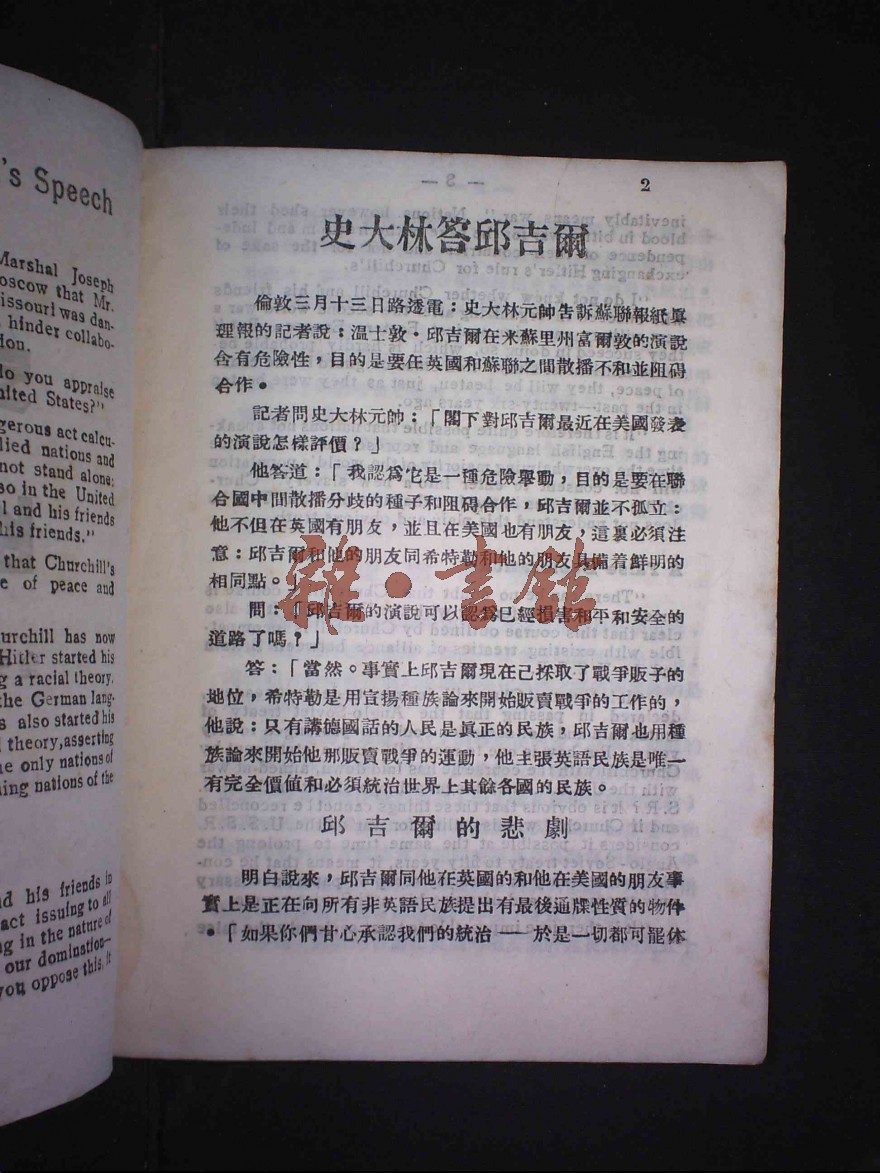 's Speech
Marshal Joseph
oscow that Mr.
issouri was dan-
hinder collabo-
don.
do you appraise
nited States?"
gerous act calcu-
llied nations and
not stand alone:
so in the United
l and his friends
his friends."
that Churchill's
e of peace and
urchill has now
Hitler started his
g a racial theory,
the German lang-
s also started his
theory, asserting
e only nations of
ing nations of the
nd his friends in
act issuing to all
ng in the nature of
our domination—
you oppose this, it
2
史大林答邱吉爾
倫敦三月十三日路透電：史大林元帥告訴蘇聯報紙眞
理報的記者說：温士敦·邱吉爾在米蘇里州富爾敦的演說
含有危險性，目的是要在英國和蘇聯之間散播不和並阻碍
合作。
記者問史大林元帥：「閣下對邱吉爾最近在美國發表
的演說怎樣評價？」
他答道：「我認爲它是一種危險舉動，目的是要在聯
合國中間散播分歧的種子和阻碍合作，邱吉爾並不孤立：
他不但在英國有朋友，並且在美國也有朋友，這裏必須注
意：邱吉爾和他的朋友同希特勒和他的朋友具備着鮮明的
相同點。」
問：「邱吉爾的演說可以認爲已經損害和平和安全的
道路了嗎？」
答：「當然。事實上邱吉爾現在己採取了戰爭販子的
地位，希特勒是用宣揚種族論來開始販賣戰爭的工作的，
他說：只有講德國話的人民是眞正的民族，邱吉爾也用種
族論來開始他那販賣戰爭的運動，他主張英語民族是唯一
有完全價値和必須統治世界上其餘各國的民族。
邱吉爾的悲劇
明白說來，邱吉爾同他在英國的和他在美國的朋友事
實上是正在向所有非英語民族提出有最後通牒性質的物件
。「如果你們甘心承認我們的統治——於是一切都可能休
雜·書館